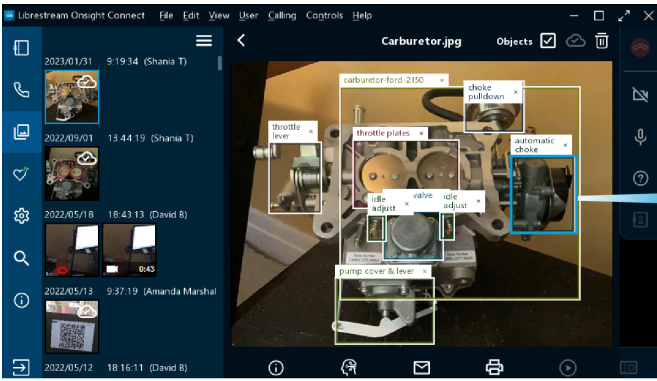 Librestream Onsight Connect File Edit View User Calling Controls Help
Carburetor.jpg Objects
2023/01/31 9:19:34 (Shania T)
2022/09/01 13:44:19 (Shania T)
2022/05/18 18:43:13 (David B)
0:43
2022/05/13 9:37:19 (Amanda Marshal
2022/05/12 18:16:11 (David B)
carburetor-ford-2150 ×
choke
pulldown ×
throttle
lever ×
throttle plates ×
automatic
choke ×
idle
adjust ×
valve
idle
adjust ×
pump cover & lever ×